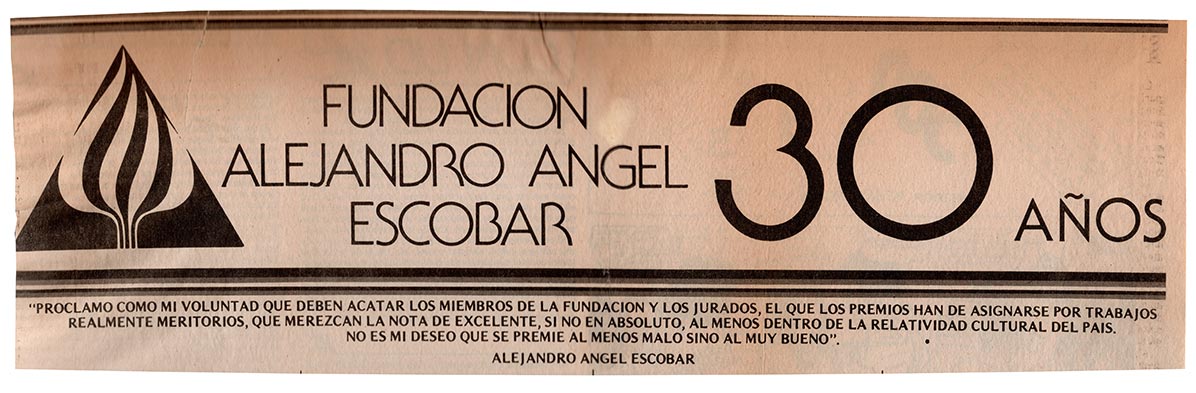 FUNDACION
ALEJANDRO ANGEL
ESCOBAR
30 AÑOS
"PROCLAMO COMO MI VOLUNTAD QUE DEBEN ACATAR LOS MIEMBROS DE LA FUNDACION Y LOS JURADOS, EL QUE LOS PREMIOS HAN DE ASIGNARSE POR TRABAJOS
REALMENTE MERITORIOS, QUE MEREZCAN LA NOTA DE EXCELENTE, SI NO EN ABSOLUTO, AL MENOS DENTRO DE LA RELATIVIDAD CULTURAL DEL PAIS.
NO ES MI DESEO QUE SE PREMIE AL MENOS MALO SINO AL MUY BUENO".
ALEJANDRO ANGEL ESCOBAR